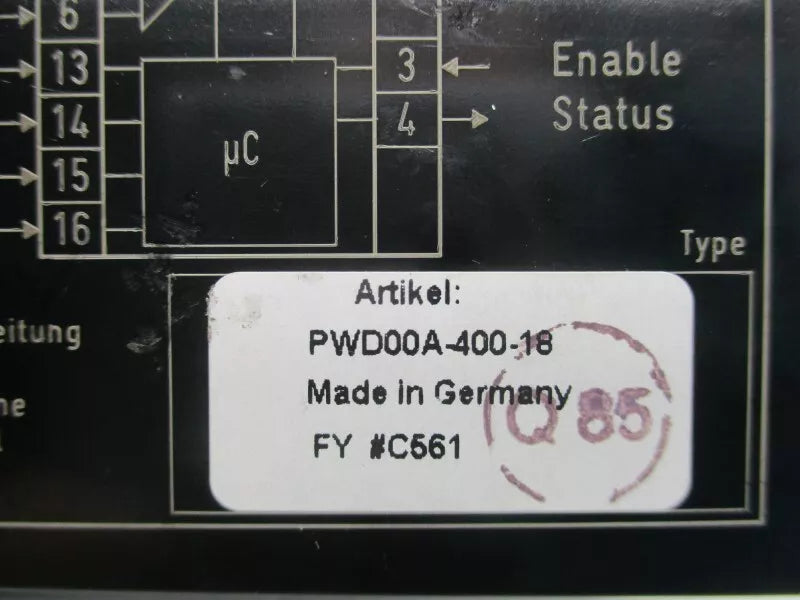 6
13
14
15
16
µC
3
4
Enable
Status
Type
eitung
ne
Artikel:
PWD00A-400-18
Made in Germany
FY #C561
Q 85